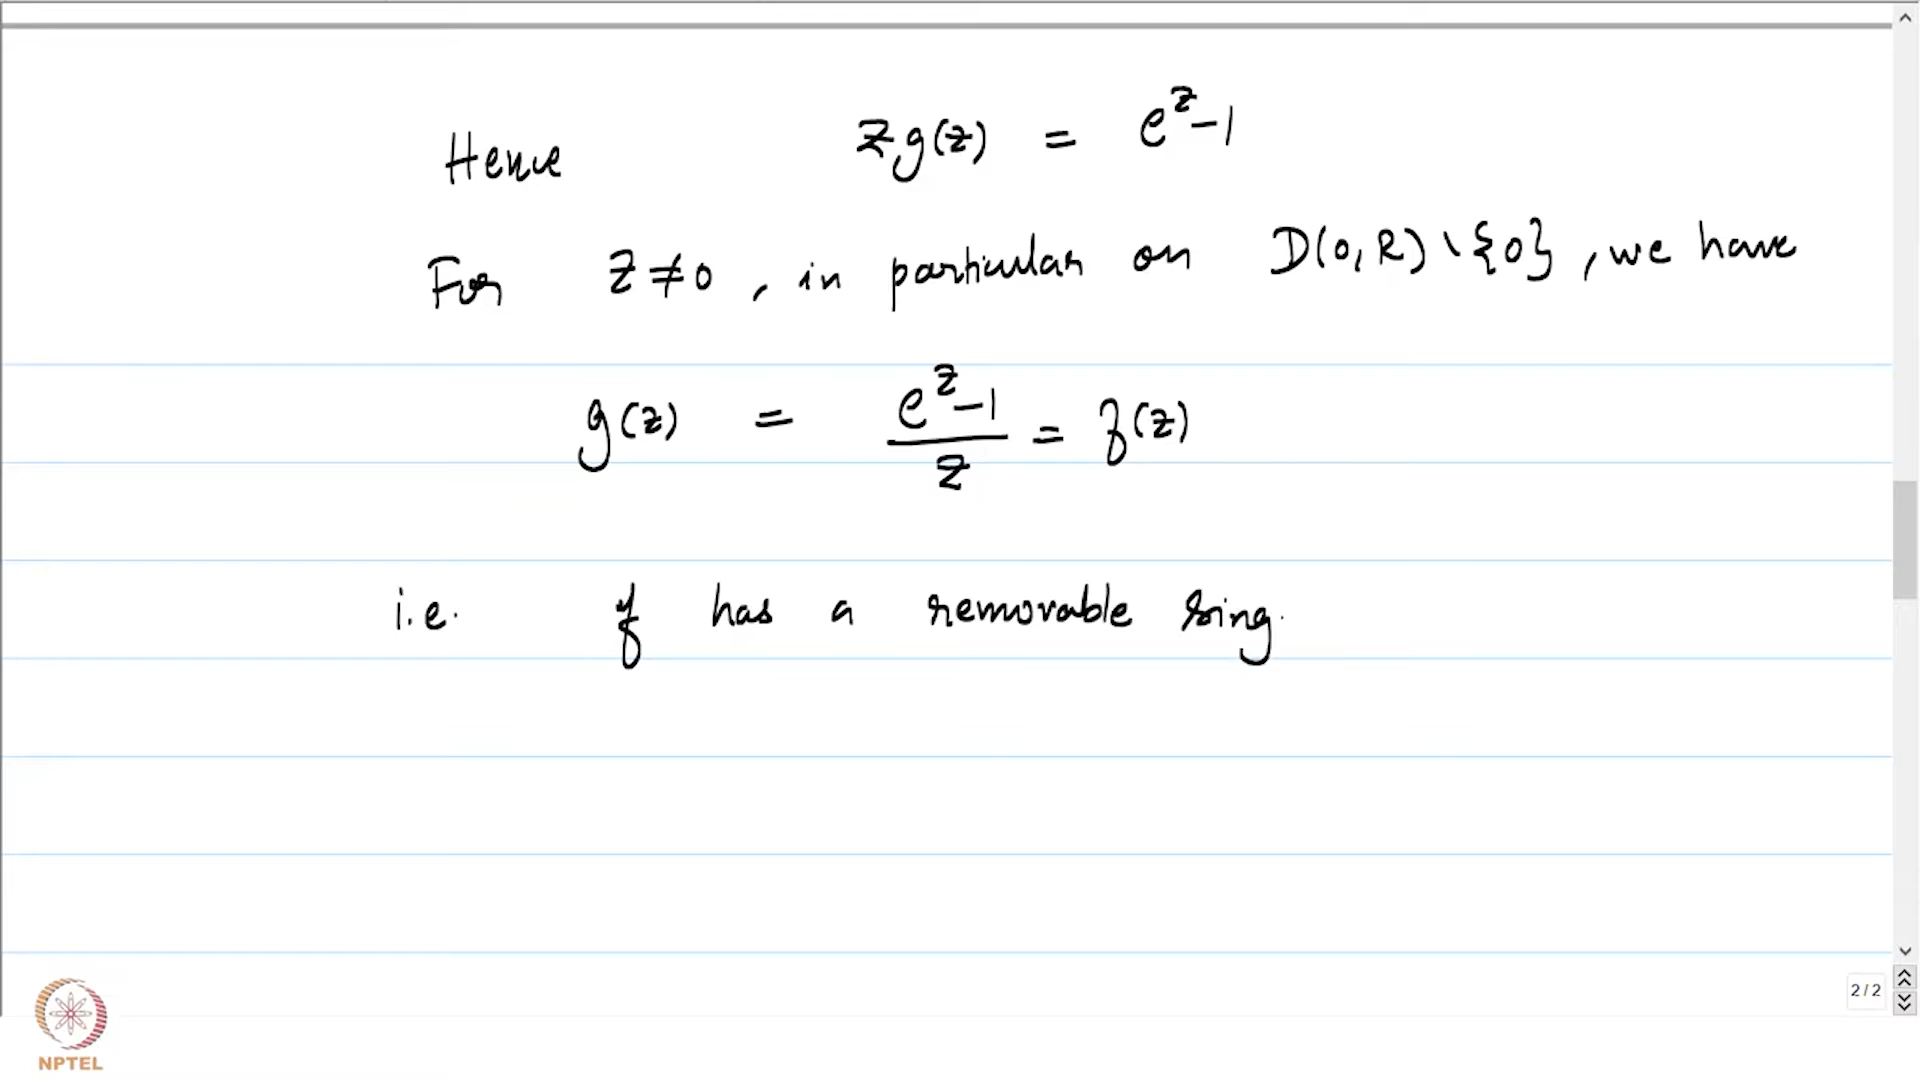 Hence zg(z) = e^z-1
For z≠0, in particular on D(0,R)\{0}, we have
g(z) = \frac{e^z-1}{z} = f(z)
i.e. f has a removable sing.
2/2
NPTEL